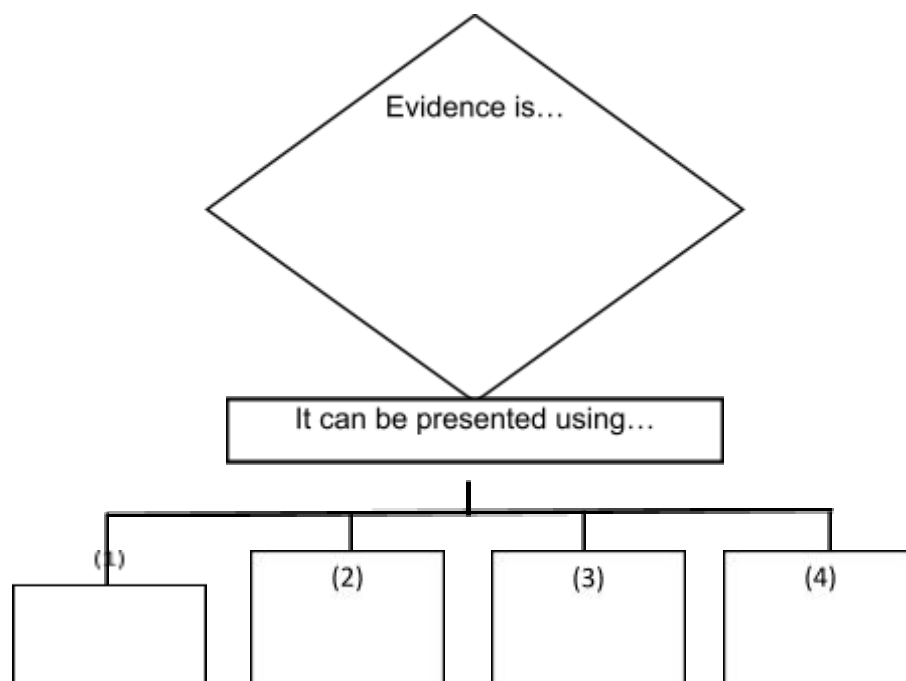 Evidence is…
It can be presented using…
(1)
(2)
(3)
(4)